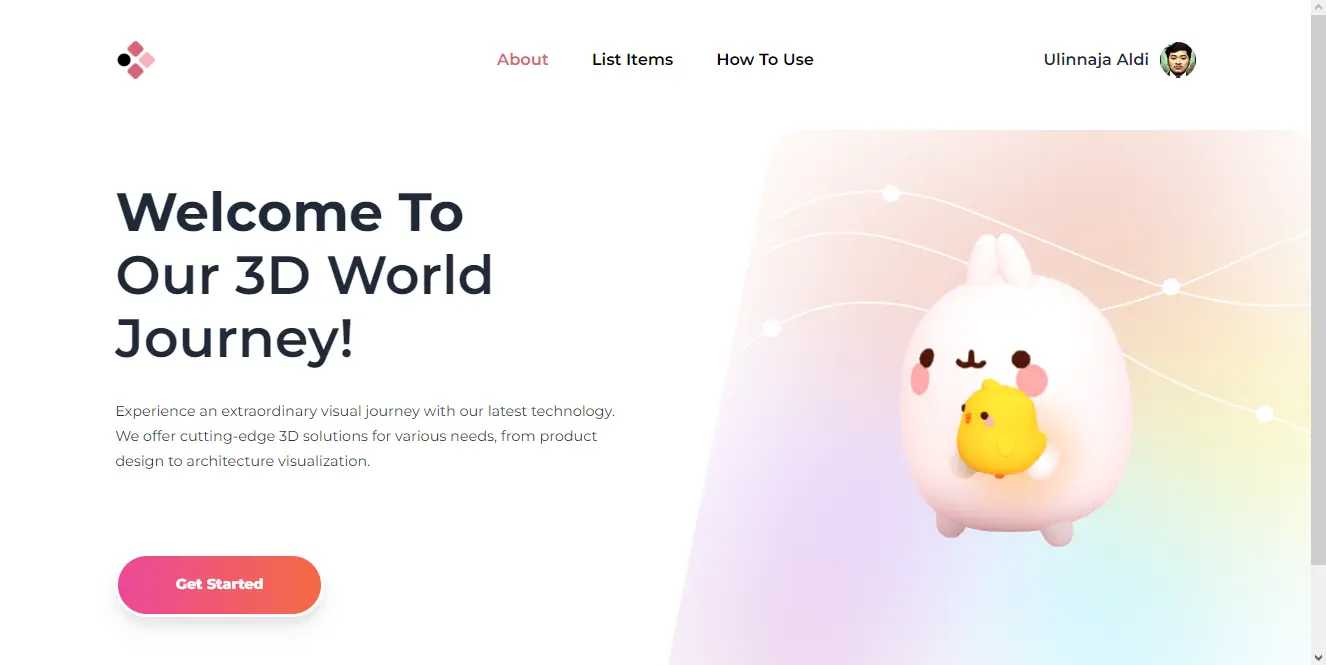 About
List Items
How To Use
Ulinnaja Aldi
Welcome To
Our 3D World
Journey!
Experience an extraordinary visual journey with our latest technology.
We offer cutting-edge 3D solutions for various needs, from product
design to architecture visualization.
Get Started